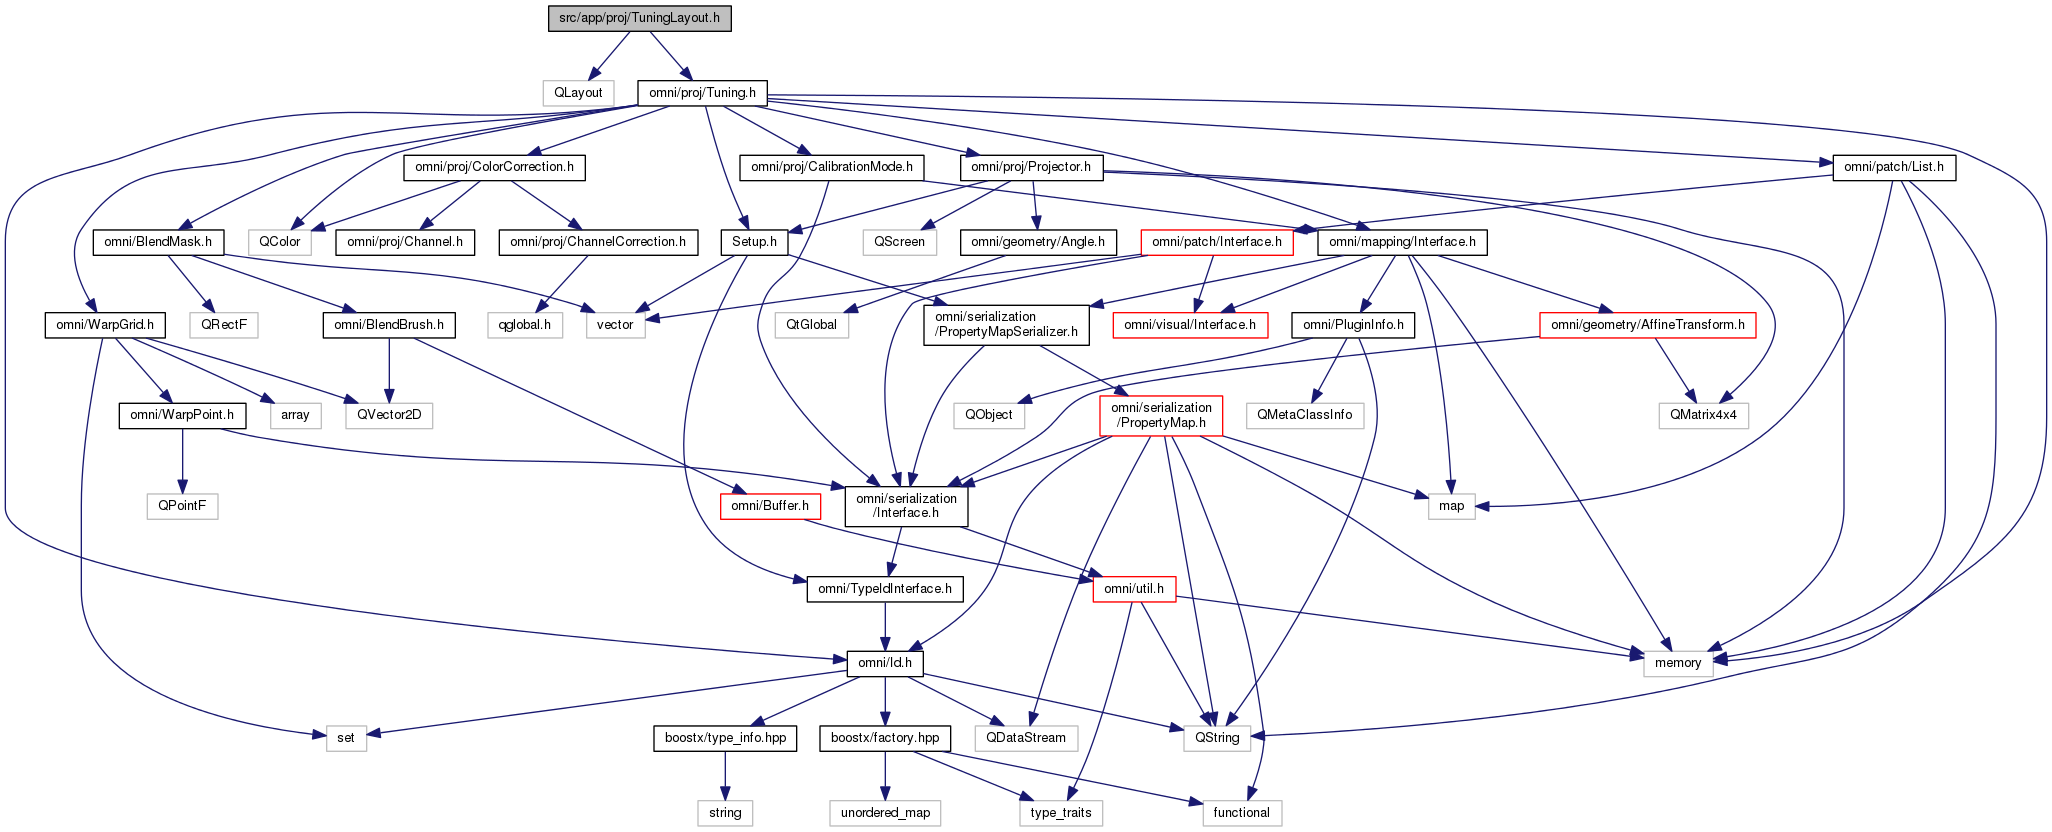 src/app/proj/TuningLayout.h
QLayout
omni/proj/Tuning.h
omni/proj/ColorCorrection.h
omni/proj/CalibrationMode.h
omni/proj/Projector.h
omni/patch/List.h
omni/BlendMask.h
QColor
omni/proj/Channel.h
omni/proj/ChannelCorrection.h
Setup.h
QScreen
omni/geometry/Angle.h
omni/patch/Interface.h
omni/mapping/Interface.h
omni/WarpGrid.h
QRectF
omni/BlendBrush.h
qglobal.h
vector
QtGlobal
omni/serialization
/PropertyMapSerializer.h
omni/visual/Interface.h
omni/PluginInfo.h
omni/geometry/AffineTransform.h
omni/WarpPoint.h
array
QVector2D
QObject
omni/serialization
/PropertyMap.h
QMetaClassInfo
QMatrix4x4
QPointF
omni/Buffer.h
omni/serialization
/Interface.h
map
omni/TypeIdInterface.h
omni/util.h
omni/Id.h
memory
set
boostx/type_info.hpp
boostx/factory.hpp
QDataStream
QString
string
unordered_map
type_traits
functional